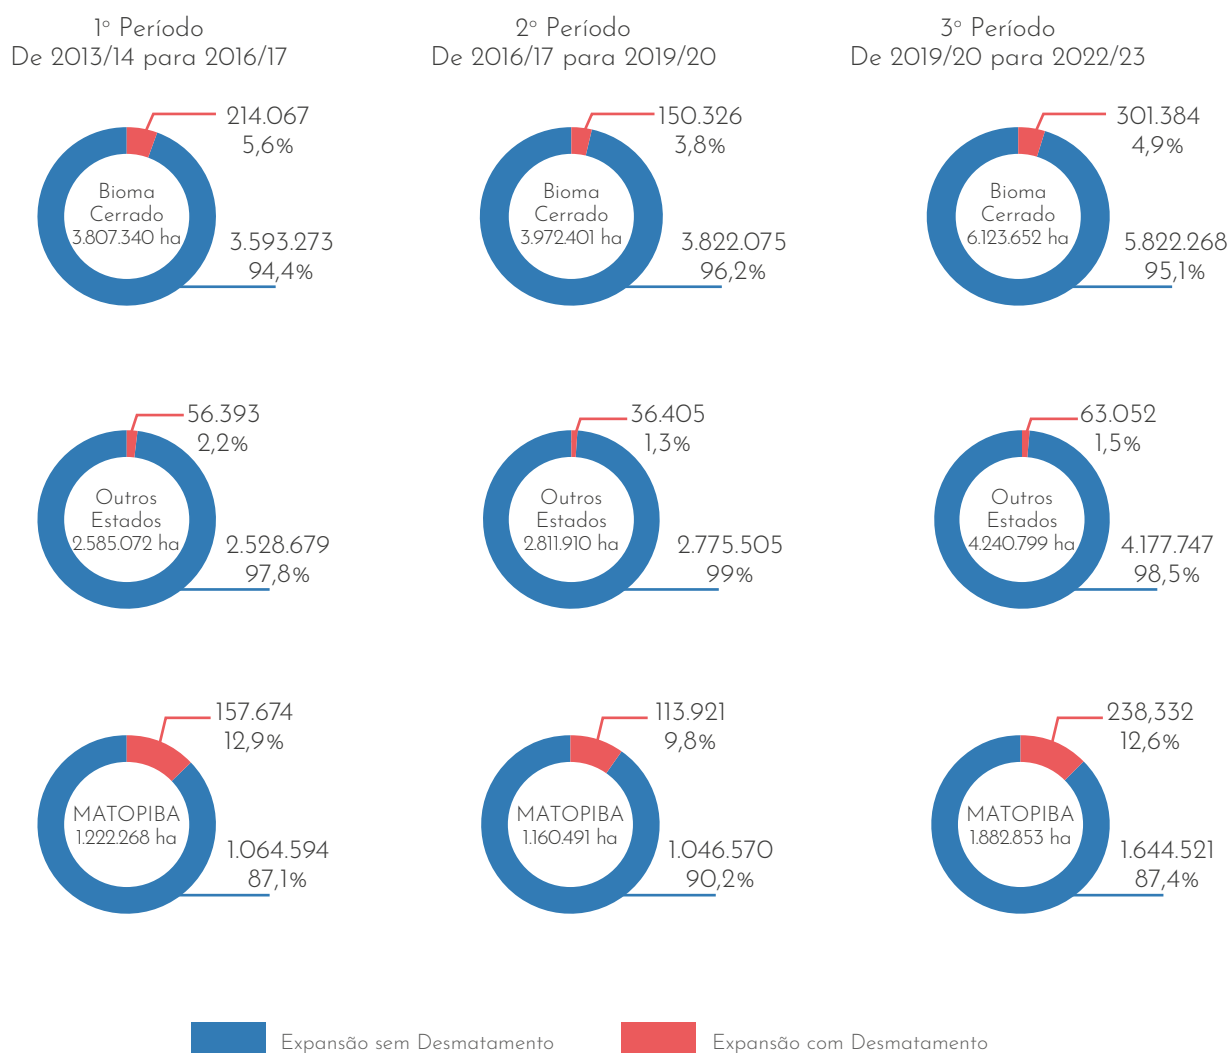 1º Período
De 2013/14 para 2016/17
2º Período
De 2016/17 para 2019/20
3º Período
De 2019/20 para 2022/23
214.067
5,6%
Bioma
Cerrado
3.807.340 ha
3.593.273
94,4%
150.326
3,8%
Bioma
Cerrado
3.972.401 ha
3.822.075
96,2%
301.384
4,9%
Bioma
Cerrado
6.123.652 ha
5.822.268
95,1%
56.393
2,2%
Outros
Estados
2.585.072 ha
2.528.679
97,8%
36.405
1,3%
Outros
Estados
2.811.910 ha
2.775.505
99%
63.052
1,5%
Outros
Estados
4.240.799 ha
4.177.747
98,5%
157.674
12,9%
MATOPIBA
1.222.268 ha
1.064.594
87,1%
113.921
9,8%
MATOPIBA
1.160.491 ha
1.046.570
90,2%
238,332
12,6%
MATOPIBA
1.882.853 ha
1.644.521
87,4%
Expansão sem Desmatamento
Expansão com Desmatamento